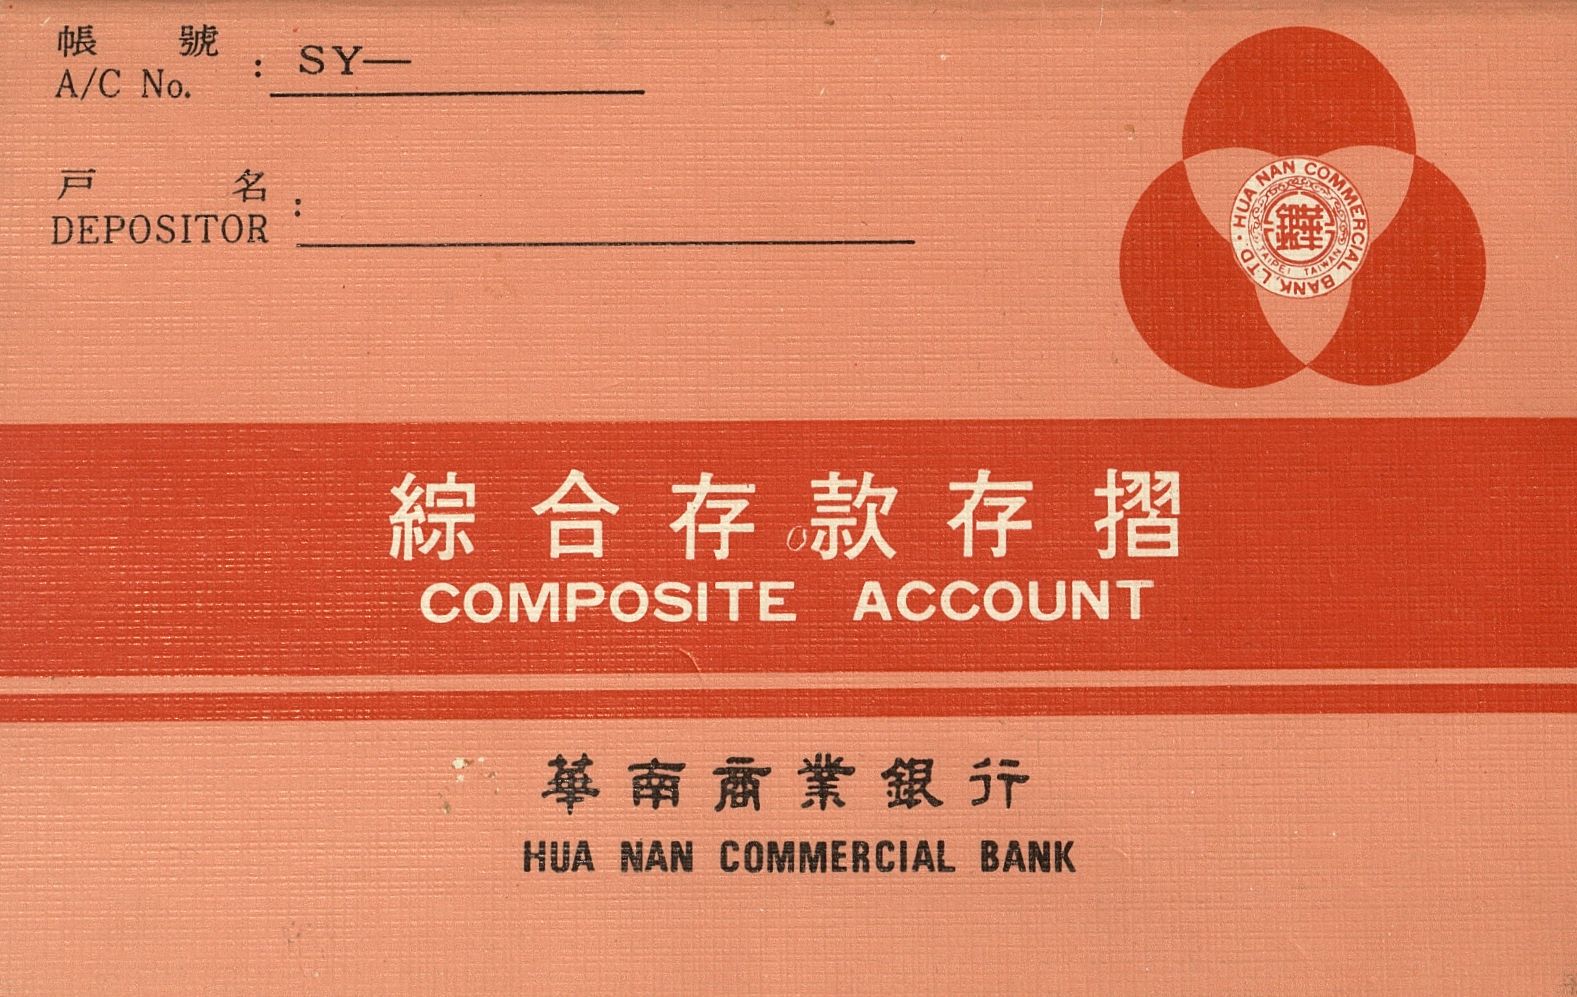 帳 號
A/C No. : SY—
戸 名
DEPOSITOR :
HUA NAN COMMERCIAL BANK, LTD.
TAIPEI TAIWAN
綜合存款存摺
COMPOSITE ACCOUNT
華南商業銀行
HUA NAN COMMERCIAL BANK